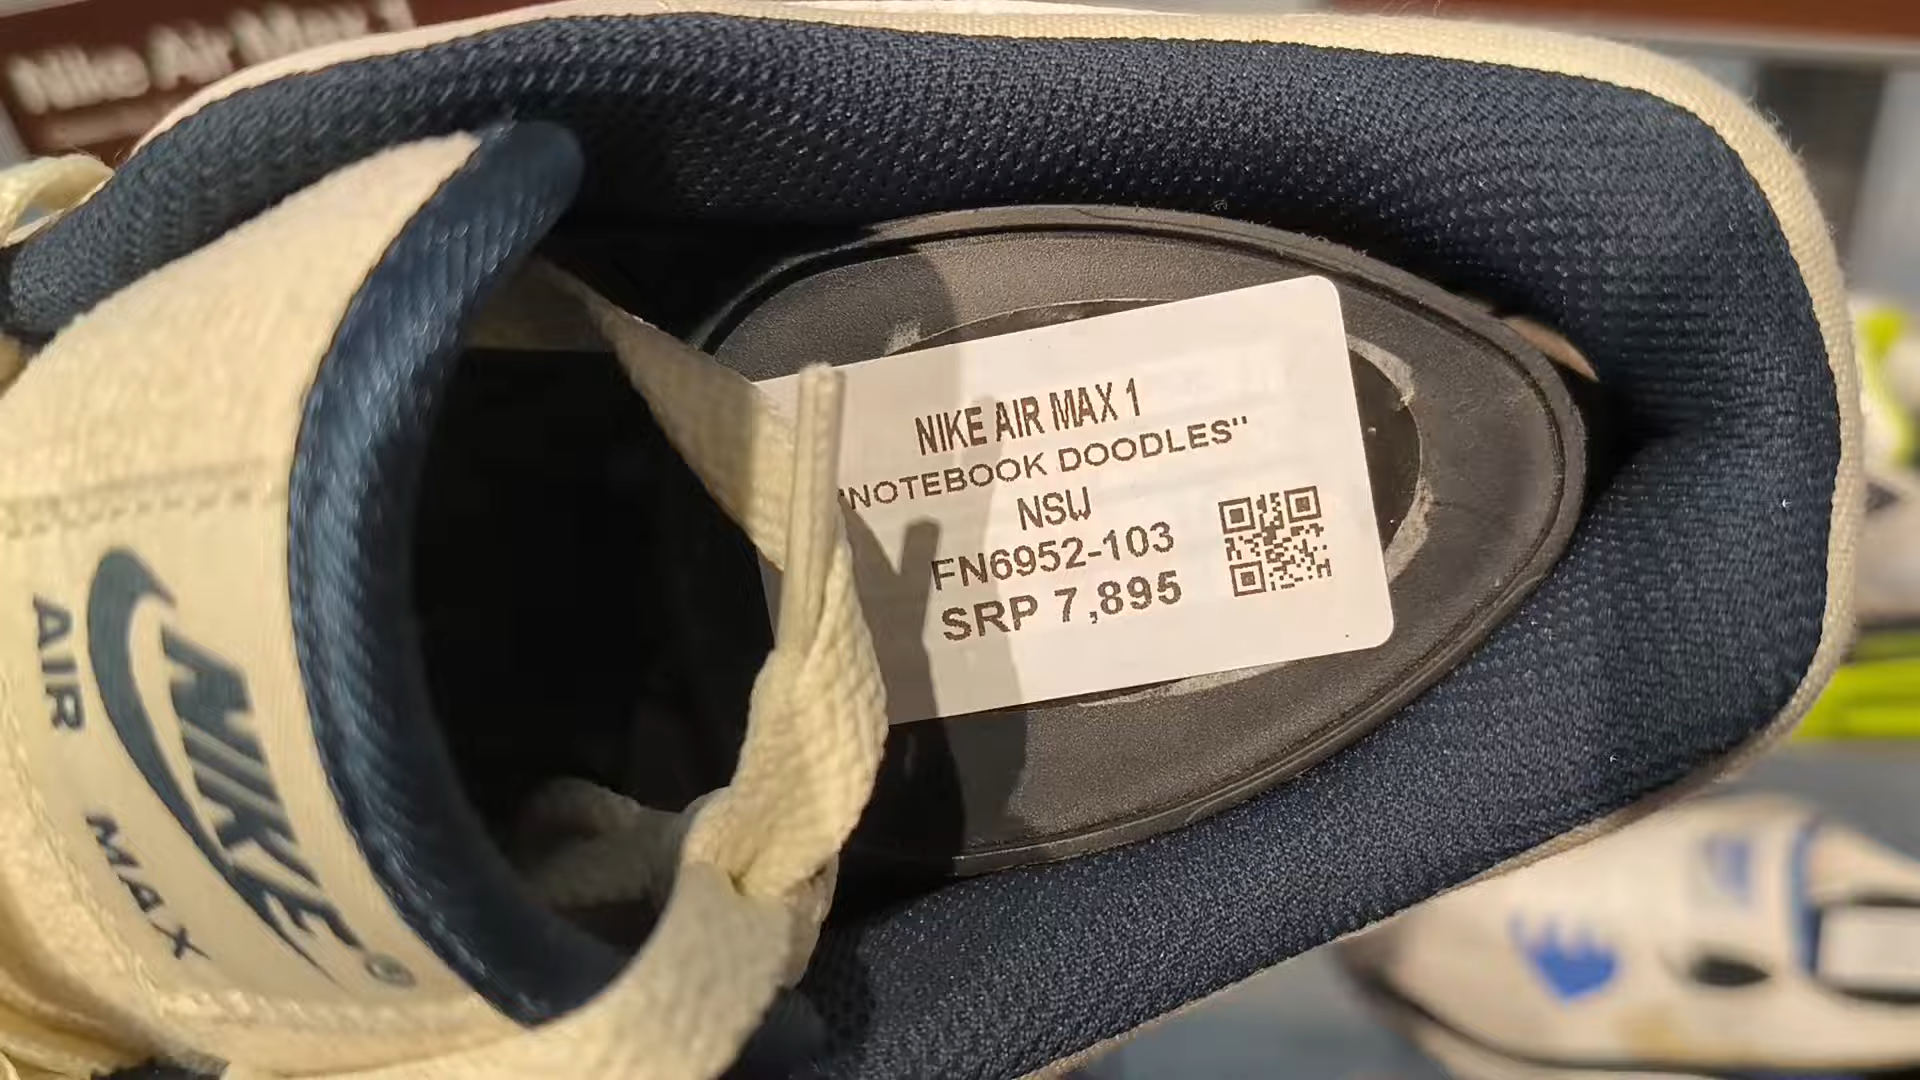 Nike Air Max 1
NIKE AIR MAX 1
"NOTEBOOK DOODLES"
NSW
FN6952-103
SRP 7,895
NIKE®
AIR MAX